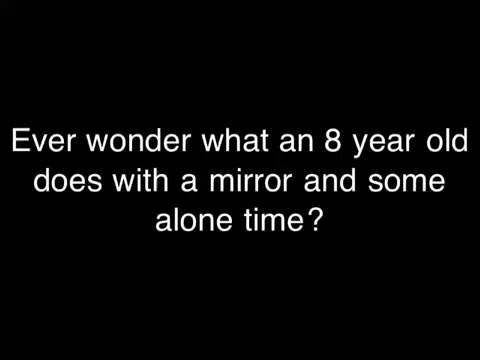 Ever wonder what an 8 year old
does with a mirror and some
alone time?